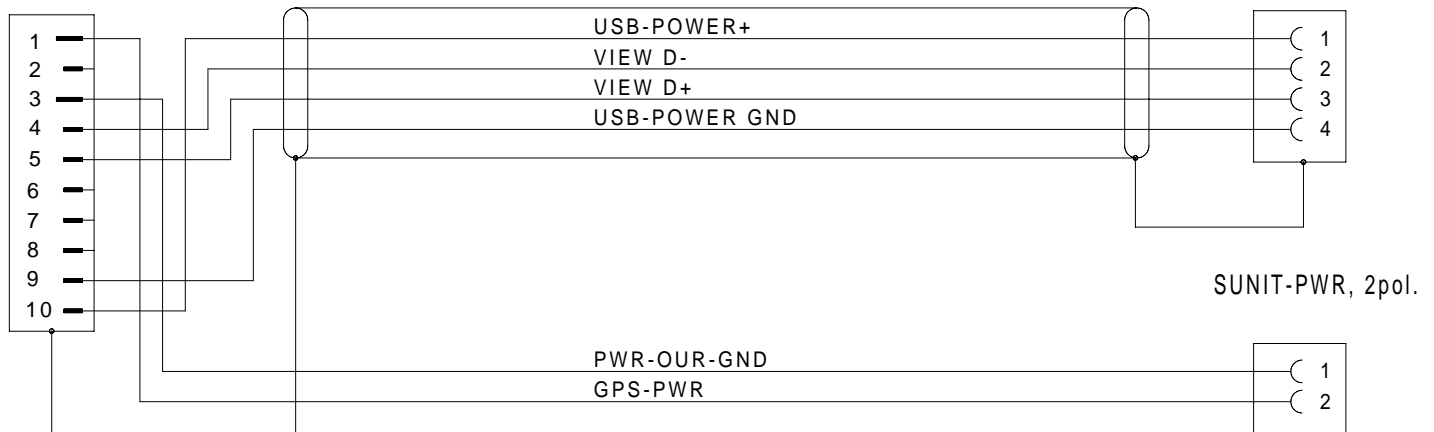 1
2
3
4
5
6
7
8
9
10
USB-POWER+
VIEW D-
VIEW D+
USB-POWER GND
1
2
3
4
SUNIT-PWR, 2pol.
PWR-OUR-GND
GPS-PWR
1
2